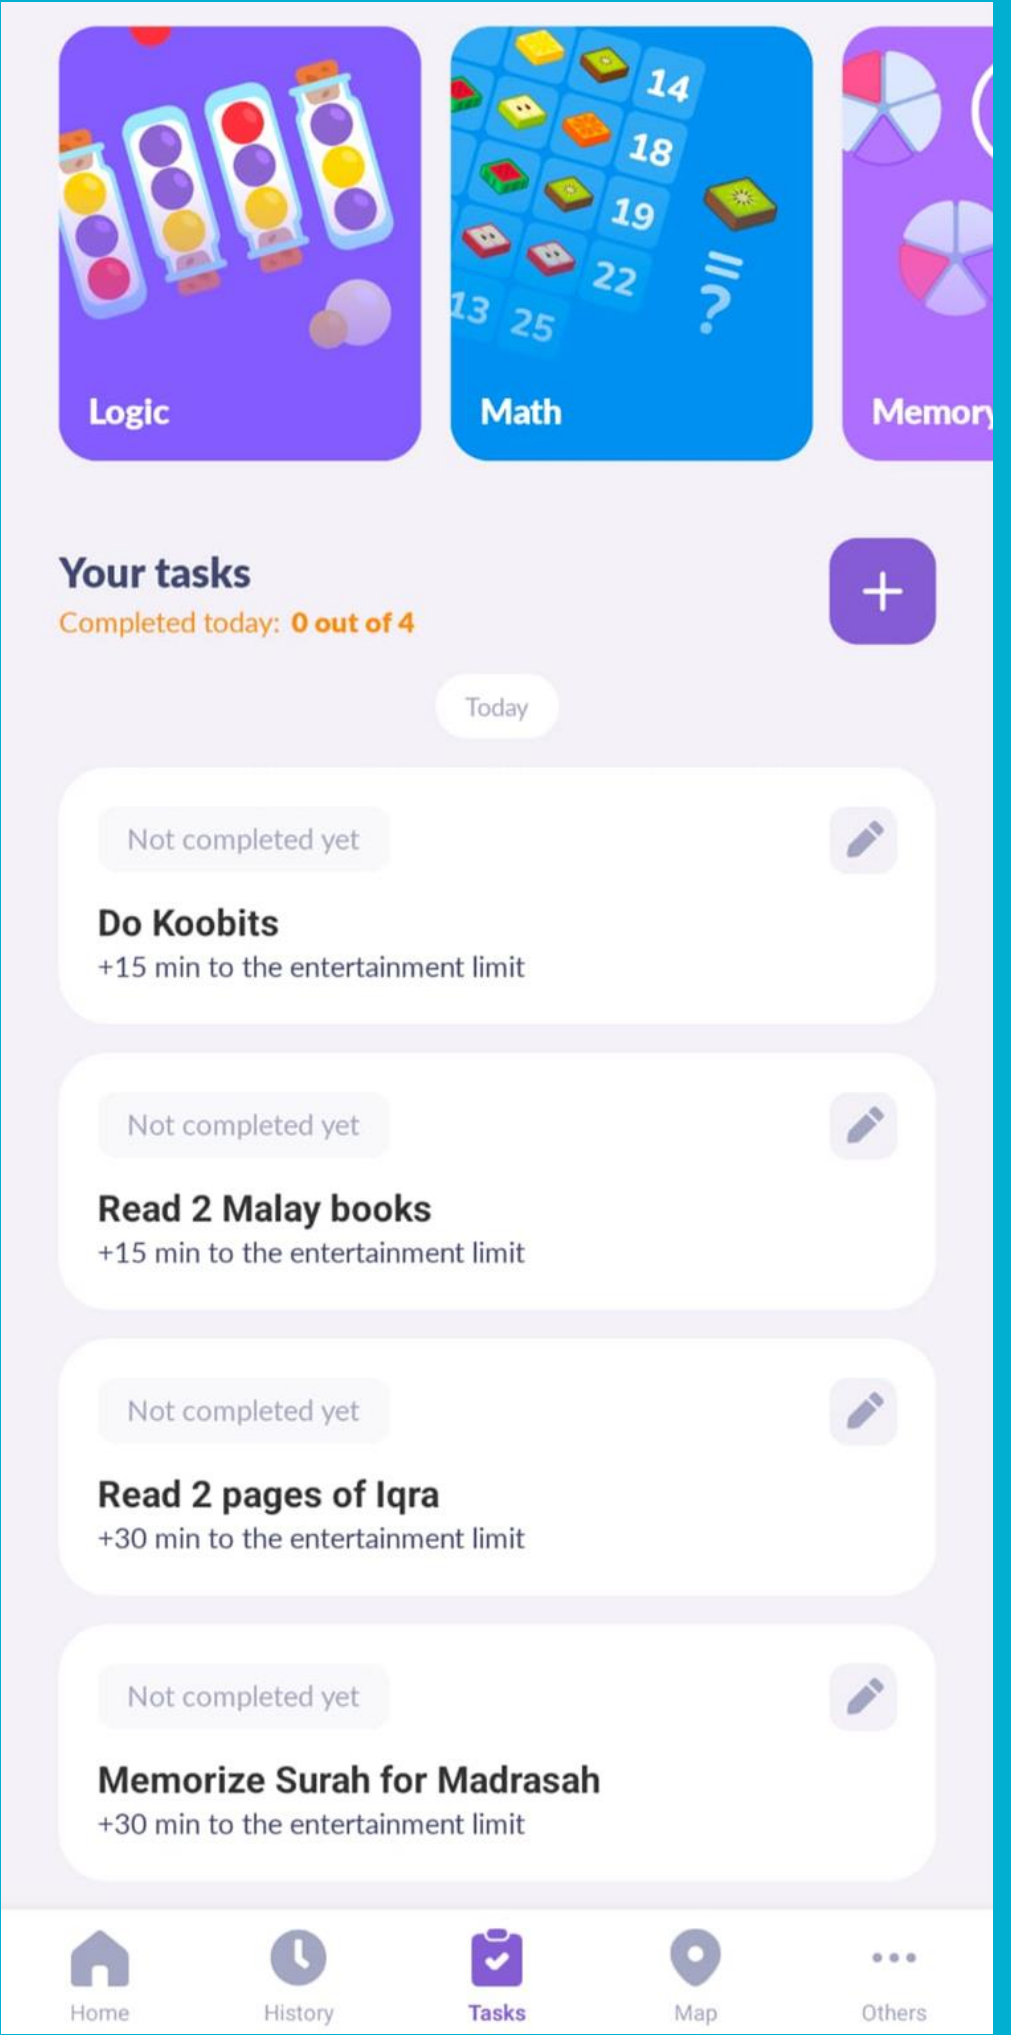 14
18
19
22
13 25
=
?
Logic
Math
Memory
Your tasks
Completed today: 0 out of 4
+
Today
Not completed yet
Do Koobits
+15 min to the entertainment limit
Not completed yet
Read 2 Malay books
+15 min to the entertainment limit
Not completed yet
Read 2 pages of Iqra
+30 min to the entertainment limit
Not completed yet
Memorize Surah for Madrasah
+30 min to the entertainment limit
Home
History
Tasks
Map
Others